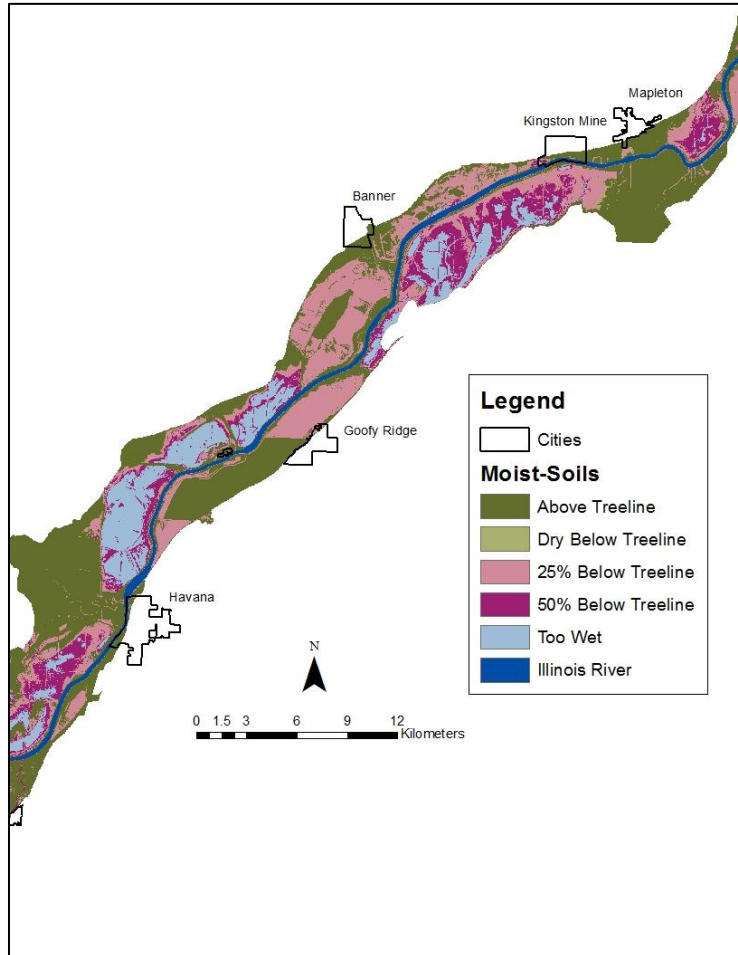 Mapleton
Kingston Mine
Banner
Goofy Ridge
Havana
N
0 1.5 3 6 9 12
Kilometers
Legend
Cities
Moist-Soils
Above Treeline
Dry Below Treeline
25% Below Treeline
50% Below Treeline
Too Wet
Illinois River